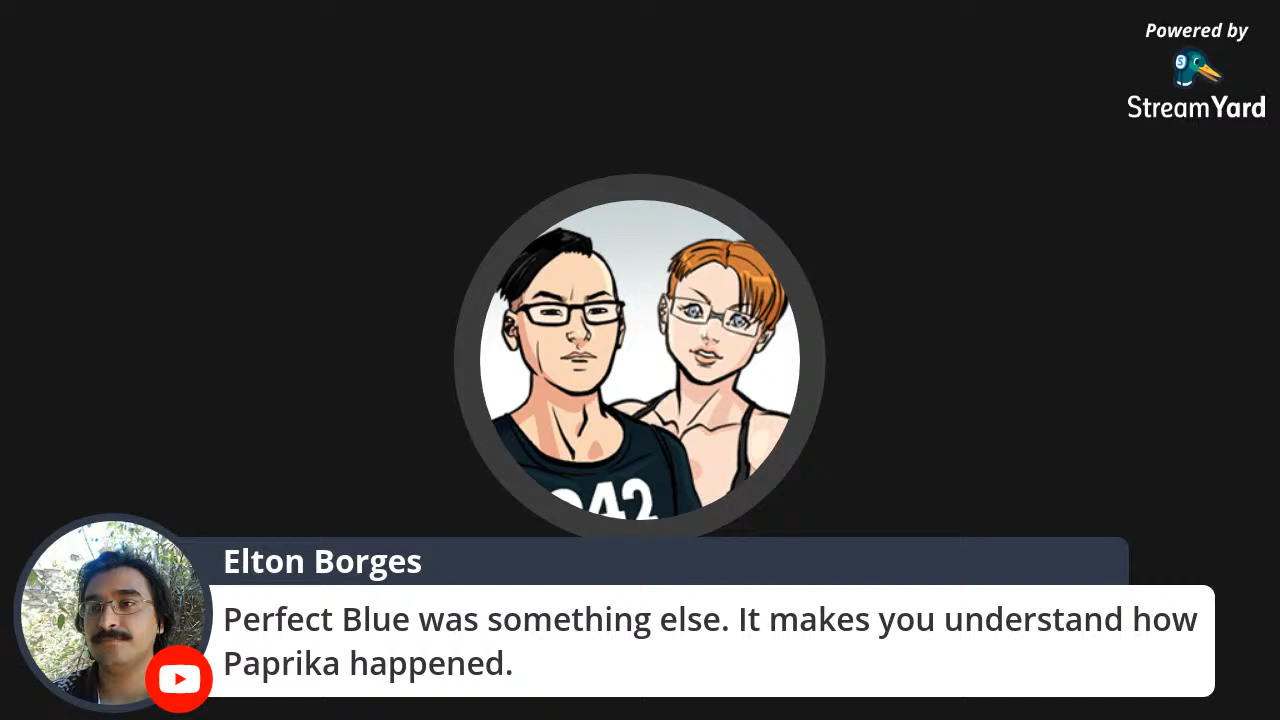 Powered by
StreamYard
Elton Borges
Perfect Blue was something else. It makes you understand how
Paprika happened.